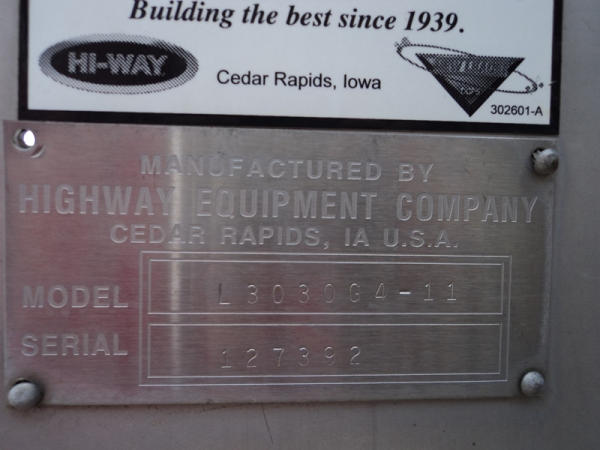 Building the best since 1939.
HI-WAY
Cedar Rapids, Iowa
302601-A
MANUFACTURED BY
HIGHWAY EQUIPMENT COMPANY
CEDAR RAPIDS, IA U.S.A.
MODEL L3030G4-11
SERIAL 127392